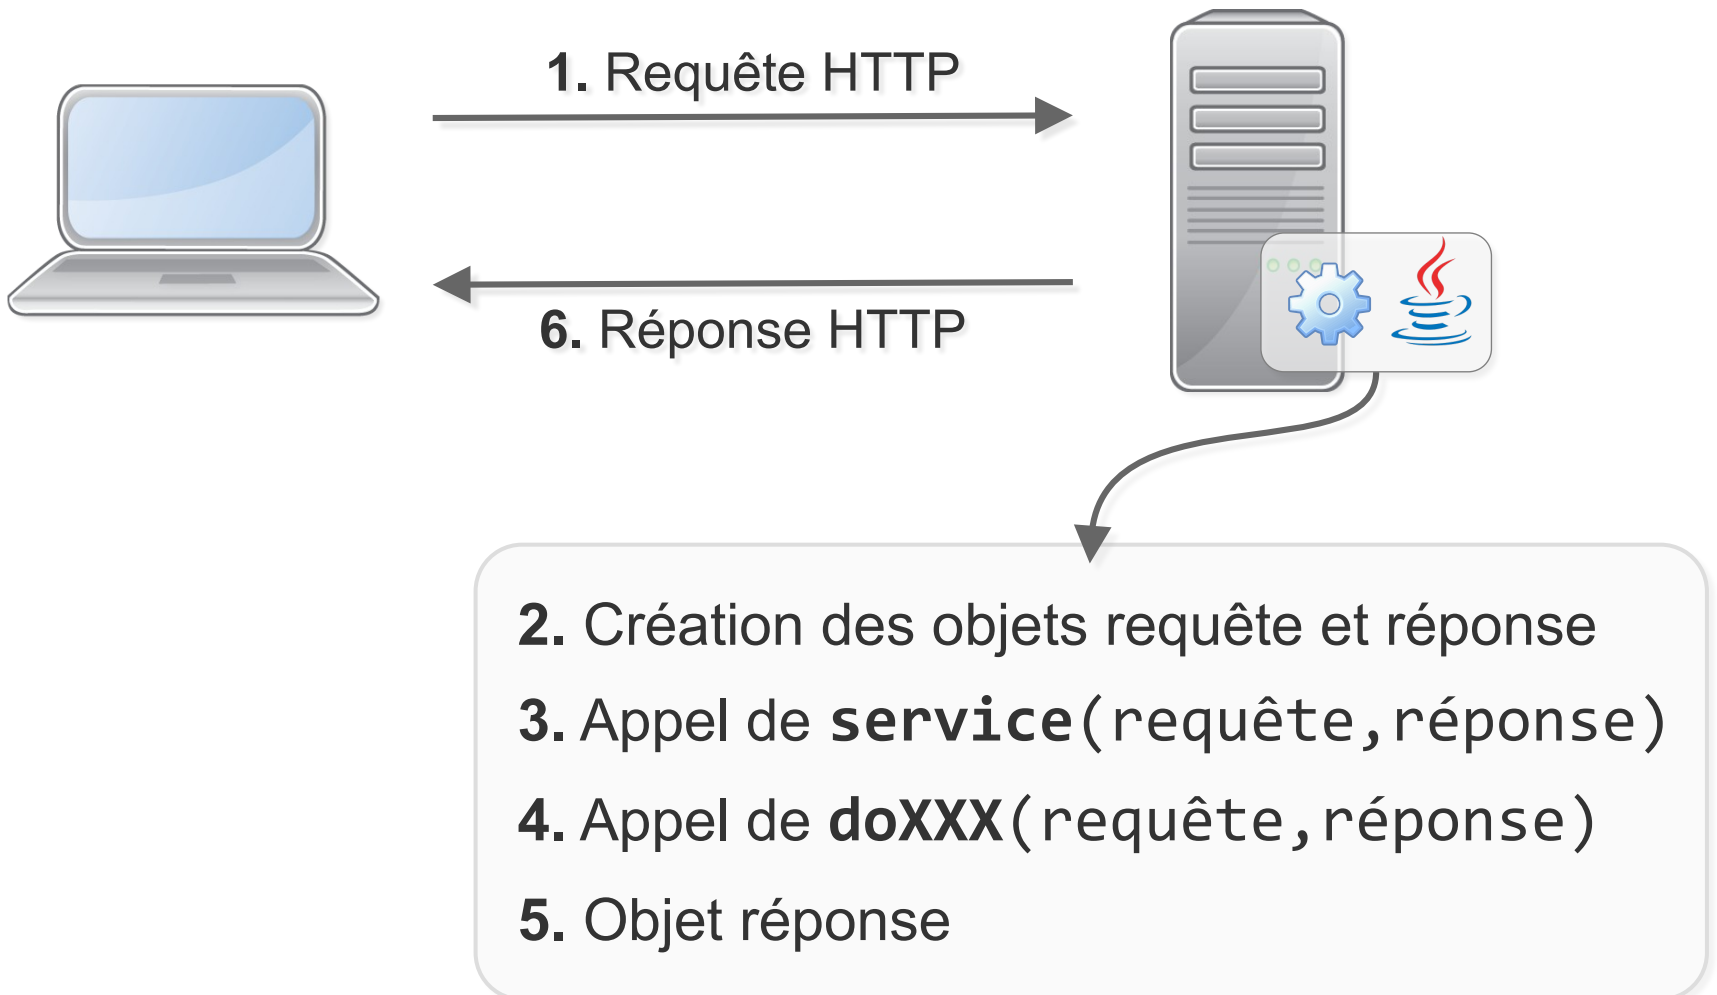 1. Requête HTTP
6. Réponse HTTP
2. Création des objets requête et réponse
3. Appel de service(requête,réponse)
4. Appel de doXXX(requête,réponse)
5. Objet réponse